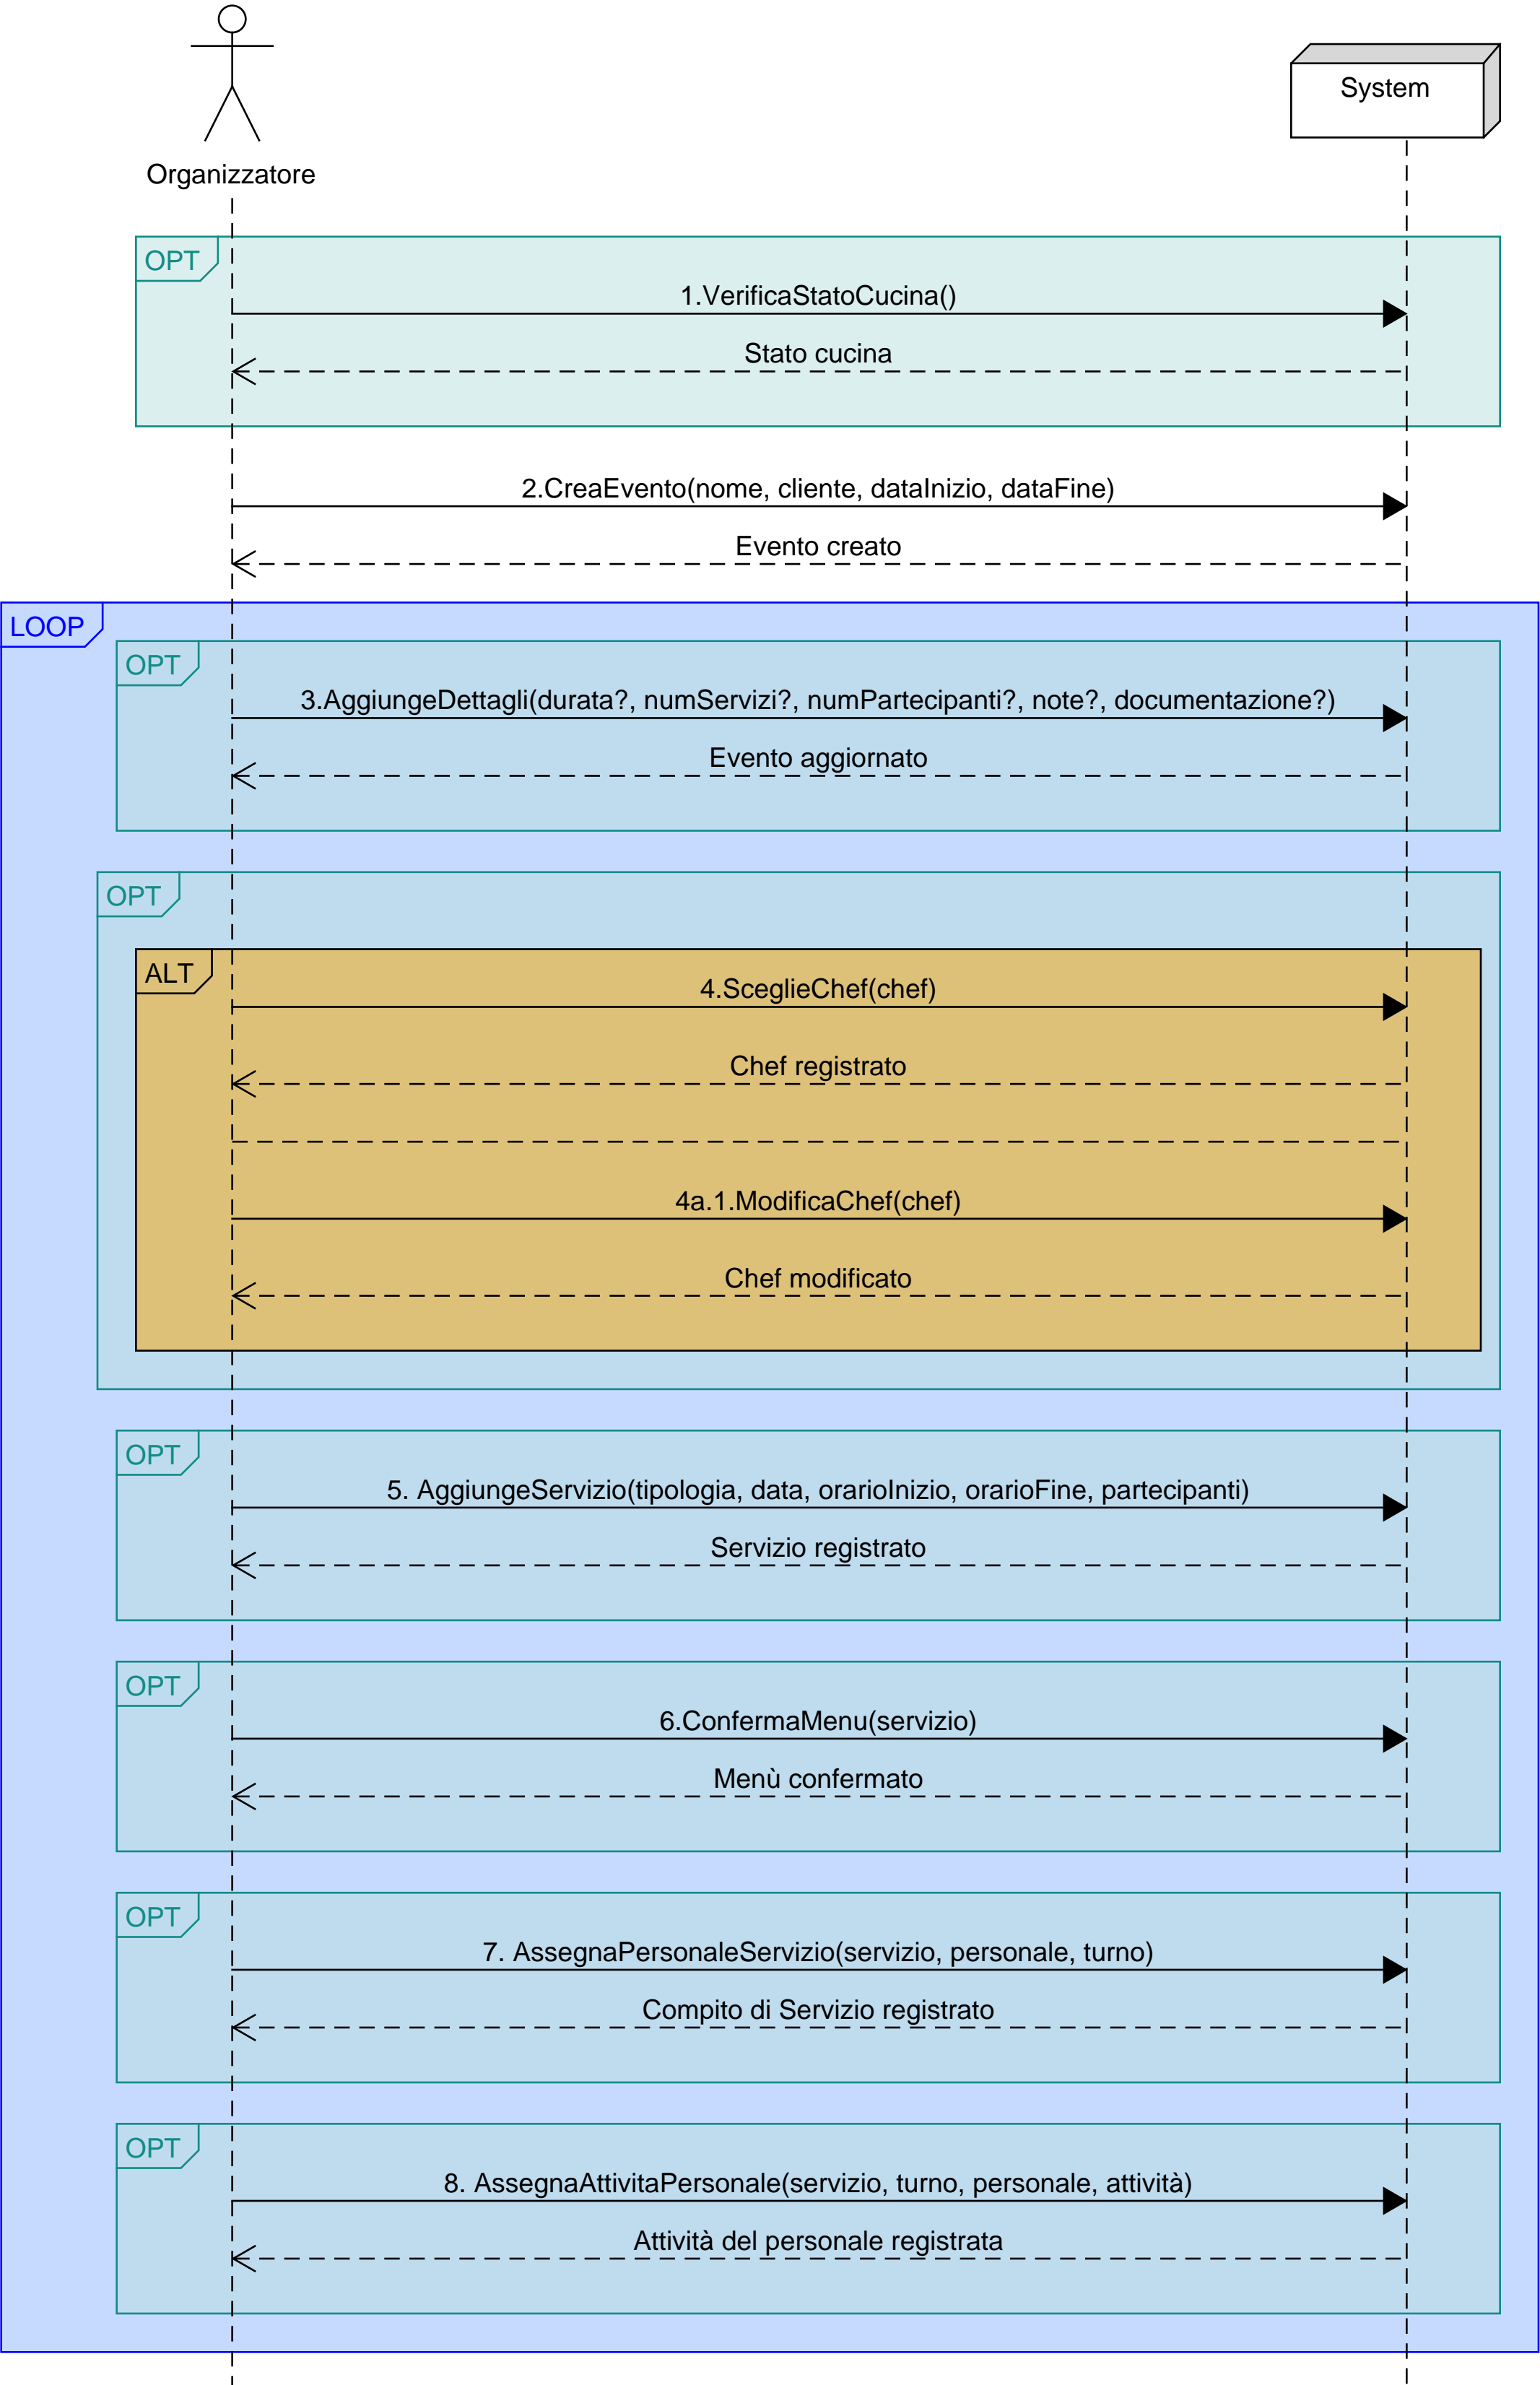 System
Organizzatore
OPT
1.VerificaStatoCucina()
Stato cucina
2.CreaEvento(nome, cliente, dataInizio, dataFine)
Evento creato
LOOP
OPT
3.AggiungeDettagli(durata?, numServizi?, numPartecipanti?, note?, documentazione?)
Evento aggiornato
OPT
ALT
4.SceglieChef(chef)
Chef registrato
4a.1.ModificaChef(chef)
Chef modificato
OPT
5. AggiungeServizio(tipologia, data, orarioInizio, orarioFine, partecipanti)
Servizio registrato
OPT
6.ConfermaMenu(servizio)
Menù confermato
OPT
7. AssegnaPersonaleServizio(servizio, personale, turno)
Compito di Servizio registrato
OPT
8. AssegnaAttivitaPersonale(servizio, turno, personale, attività)
Attività del personale registrata